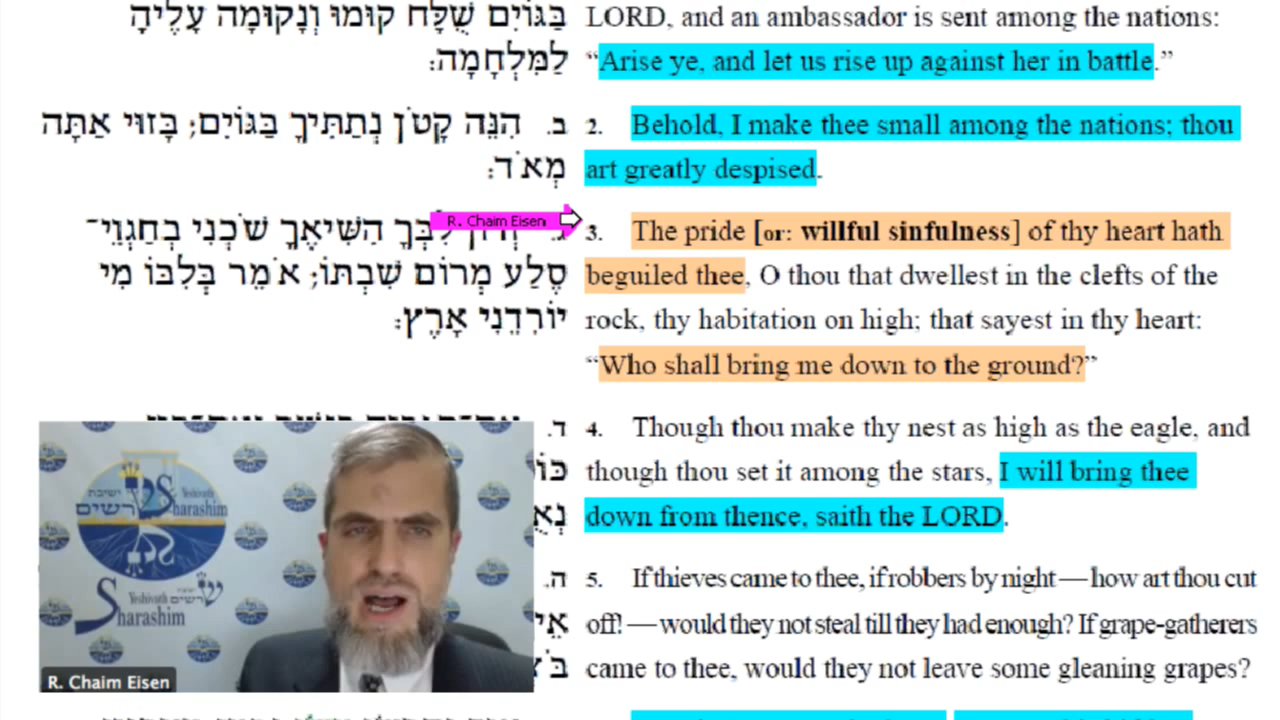 בַּגּוֹיִם שֻׁלָּח קוּמוּ וְנָקוּמָה עָלֶיהָ
לַמִּלְחָמָה:
ב. הִנֵּה קָטֹן נְתַתִּיךָ בַּגּוֹיִם; בָּזוּי אַתָּה
מְאֹד:
לִבְּךָ הִשִּׁיאֶךָ שֹׁכְנִי בְחַגְוֵי־
סֶלַע מְרוֹם שִׁבְתּוֹ; אֹמֵר בְּלִבּוֹ מִי
יוֹרִדֵנִי אָרֶץ:
ד.
ה.
LORD, and an ambassador is sent among the nations:
“Arise ye, and let us rise up against her in battle.”
2. Behold, I make thee small among the nations; thou
art greatly despised.
R. Chaim Eisen
3. The pride [or: willful sinfulness] of thy heart hath
beguiled thee, O thou that dwellest in the clefts of the
rock, thy habitation on high; that sayest in thy heart:
“Who shall bring me down to the ground?”
4. Though thou make thy nest as high as the eagle, and
though thou set it among the stars, I will bring thee
down from thence, saith the LORD.
5. If thieves came to thee, if robbers by night—how art thou cut
off!—would they not steal till they had enough? If grape-gatherers
came to thee, would they not leave some gleaning grapes?
ישיבת
שרשים
Yeshivath
Sharashim
Yeshivath
Sharashim
R. Chaim Eisen